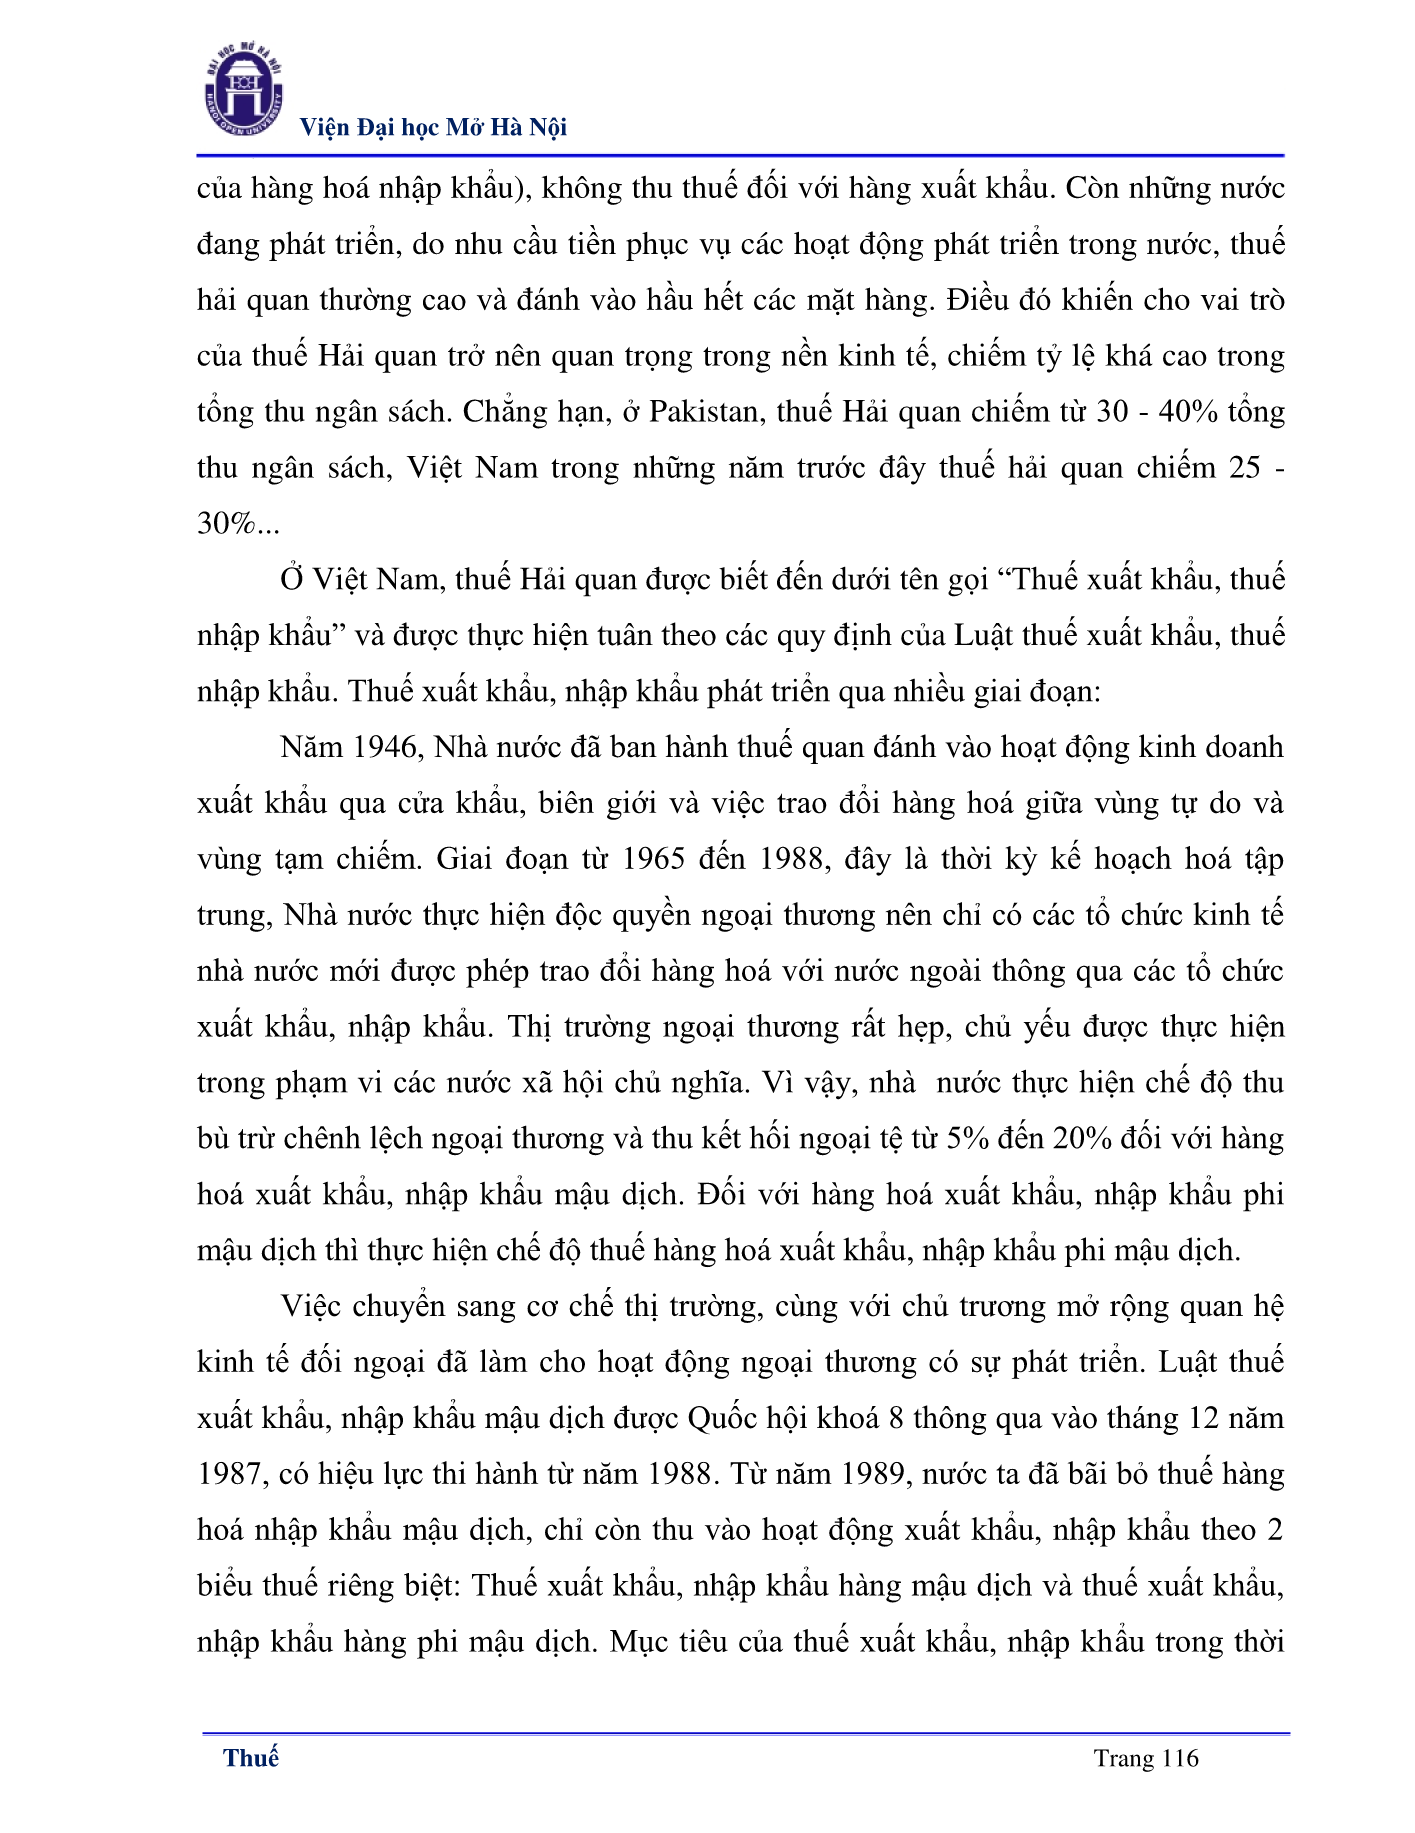 ĐẠI HỌC MỞ HÀ NỘI
HANOI OPEN UNIVERSITY
Viện Đại học Mở Hà Nội
của hàng hoá nhập khẩu), không thu thuế đối với hàng xuất khẩu. Còn những nước
đang phát triển, do nhu cầu tiền phục vụ các hoạt động phát triển trong nước, thuế
hải quan thường cao và đánh vào hầu hết các mặt hàng. Điều đó khiến cho vai trò
của thuế Hải quan trở nên quan trọng trong nền kinh tế, chiếm tỷ lệ khá cao trong
tổng thu ngân sách. Chẳng hạn, ở Pakistan, thuế Hải quan chiếm từ 30 - 40% tổng
thu ngân sách, Việt Nam trong những năm trước đây thuế hải quan chiếm 25 -
30%...
Ở Việt Nam, thuế Hải quan được biết đến dưới tên gọi “Thuế xuất khẩu, thuế
nhập khẩu” và được thực hiện tuân theo các quy định của Luật thuế xuất khẩu, thuế
nhập khẩu. Thuế xuất khẩu, nhập khẩu phát triển qua nhiều giai đoạn:
Năm 1946, Nhà nước đã ban hành thuế quan đánh vào hoạt động kinh doanh
xuất khẩu qua cửa khẩu, biên giới và việc trao đổi hàng hoá giữa vùng tự do và
vùng tạm chiếm. Giai đoạn từ 1965 đến 1988, đây là thời kỳ kế hoạch hoá tập
trung, Nhà nước thực hiện độc quyền ngoại thương nên chỉ có các tổ chức kinh tế
nhà nước mới được phép trao đổi hàng hoá với nước ngoài thông qua các tổ chức
xuất khẩu, nhập khẩu. Thị trường ngoại thương rất hẹp, chủ yếu được thực hiện
trong phạm vi các nước xã hội chủ nghĩa. Vì vậy, nhà nước thực hiện chế độ thu
bù trừ chênh lệch ngoại thương và thu kết hối ngoại tệ từ 5% đến 20% đối với hàng
hoá xuất khẩu, nhập khẩu mậu dịch. Đối với hàng hoá xuất khẩu, nhập khẩu phi
mậu dịch thì thực hiện chế độ thuế hàng hoá xuất khẩu, nhập khẩu phi mậu dịch.
Việc chuyển sang cơ chế thị trường, cùng với chủ trương mở rộng quan hệ
kinh tế đối ngoại đã làm cho hoạt động ngoại thương có sự phát triển. Luật thuế
xuất khẩu, nhập khẩu mậu dịch được Quốc hội khoá 8 thông qua vào tháng 12 năm
1987, có hiệu lực thi hành từ năm 1988. Từ năm 1989, nước ta đã bãi bỏ thuế hàng
hoá nhập khẩu mậu dịch, chỉ còn thu vào hoạt động xuất khẩu, nhập khẩu theo 2
biểu thuế riêng biệt: Thuế xuất khẩu, nhập khẩu hàng mậu dịch và thuế xuất khẩu,
nhập khẩu hàng phi mậu dịch. Mục tiêu của thuế xuất khẩu, nhập khẩu trong thời
Thuế
Trang 116